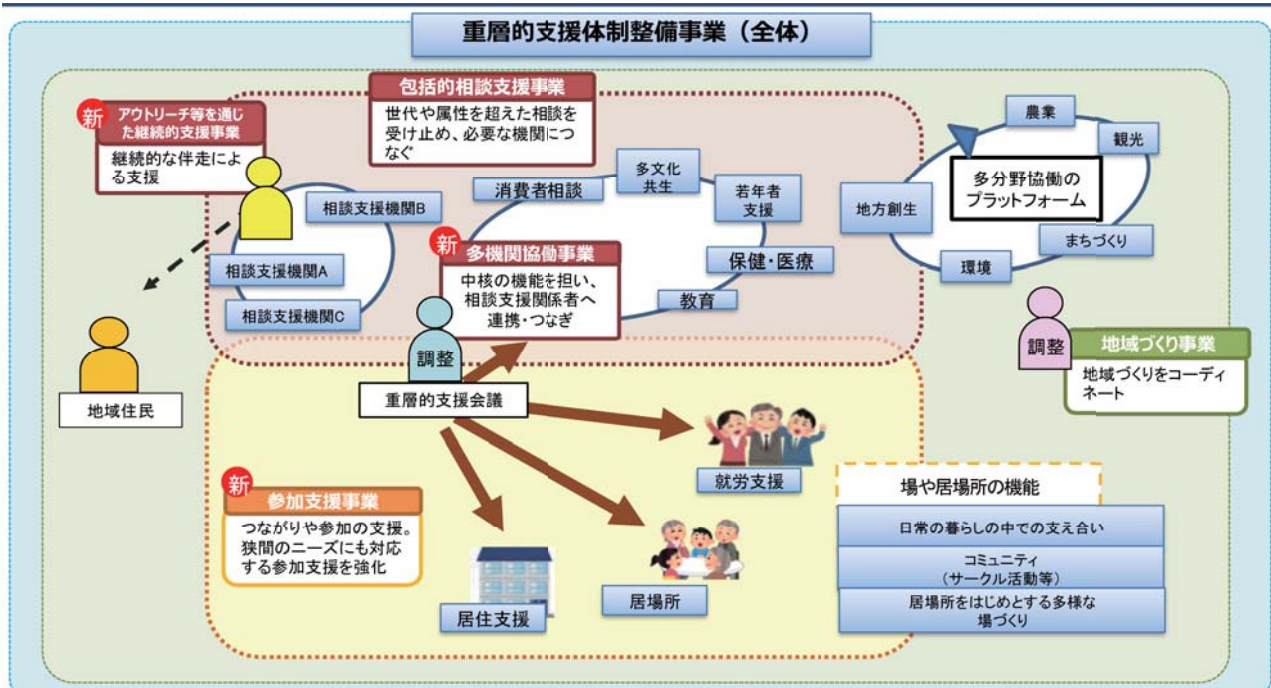 重層的支援体制整備事業（全体）
新
アウトリーチ等を通じ
た継続的支援事業
継続的な伴走によ
る支援
包括的相談支援事業
世代や属性を超えた相談を
受け止め、必要な機関につ
なぐ
相談支援機関B
相談支援機関A
相談支援機関C
消費者相談
多文化
共生
若年者
支援
保健・医療
教育
新
多機関協働事業
中核の機能を担い、
相談支援関係者へ
連携・つなぎ
農業
観光
多分野協働の
プラットフォーム
地方創生
まちづくり
環境
調整
地域づくり事業
地域づくりをコーディ
ネート
地域住民
調整
重層的支援会議
新
参加支援事業
つながりや参加の支援。
狭間のニーズにも対応
する参加支援を強化
就労支援
居場所
居住支援
場や居場所の機能
日常の暮らしの中での支え合い
コミュニティ
（サークル活動等）
居場所をはじめとする多様な
場づくり